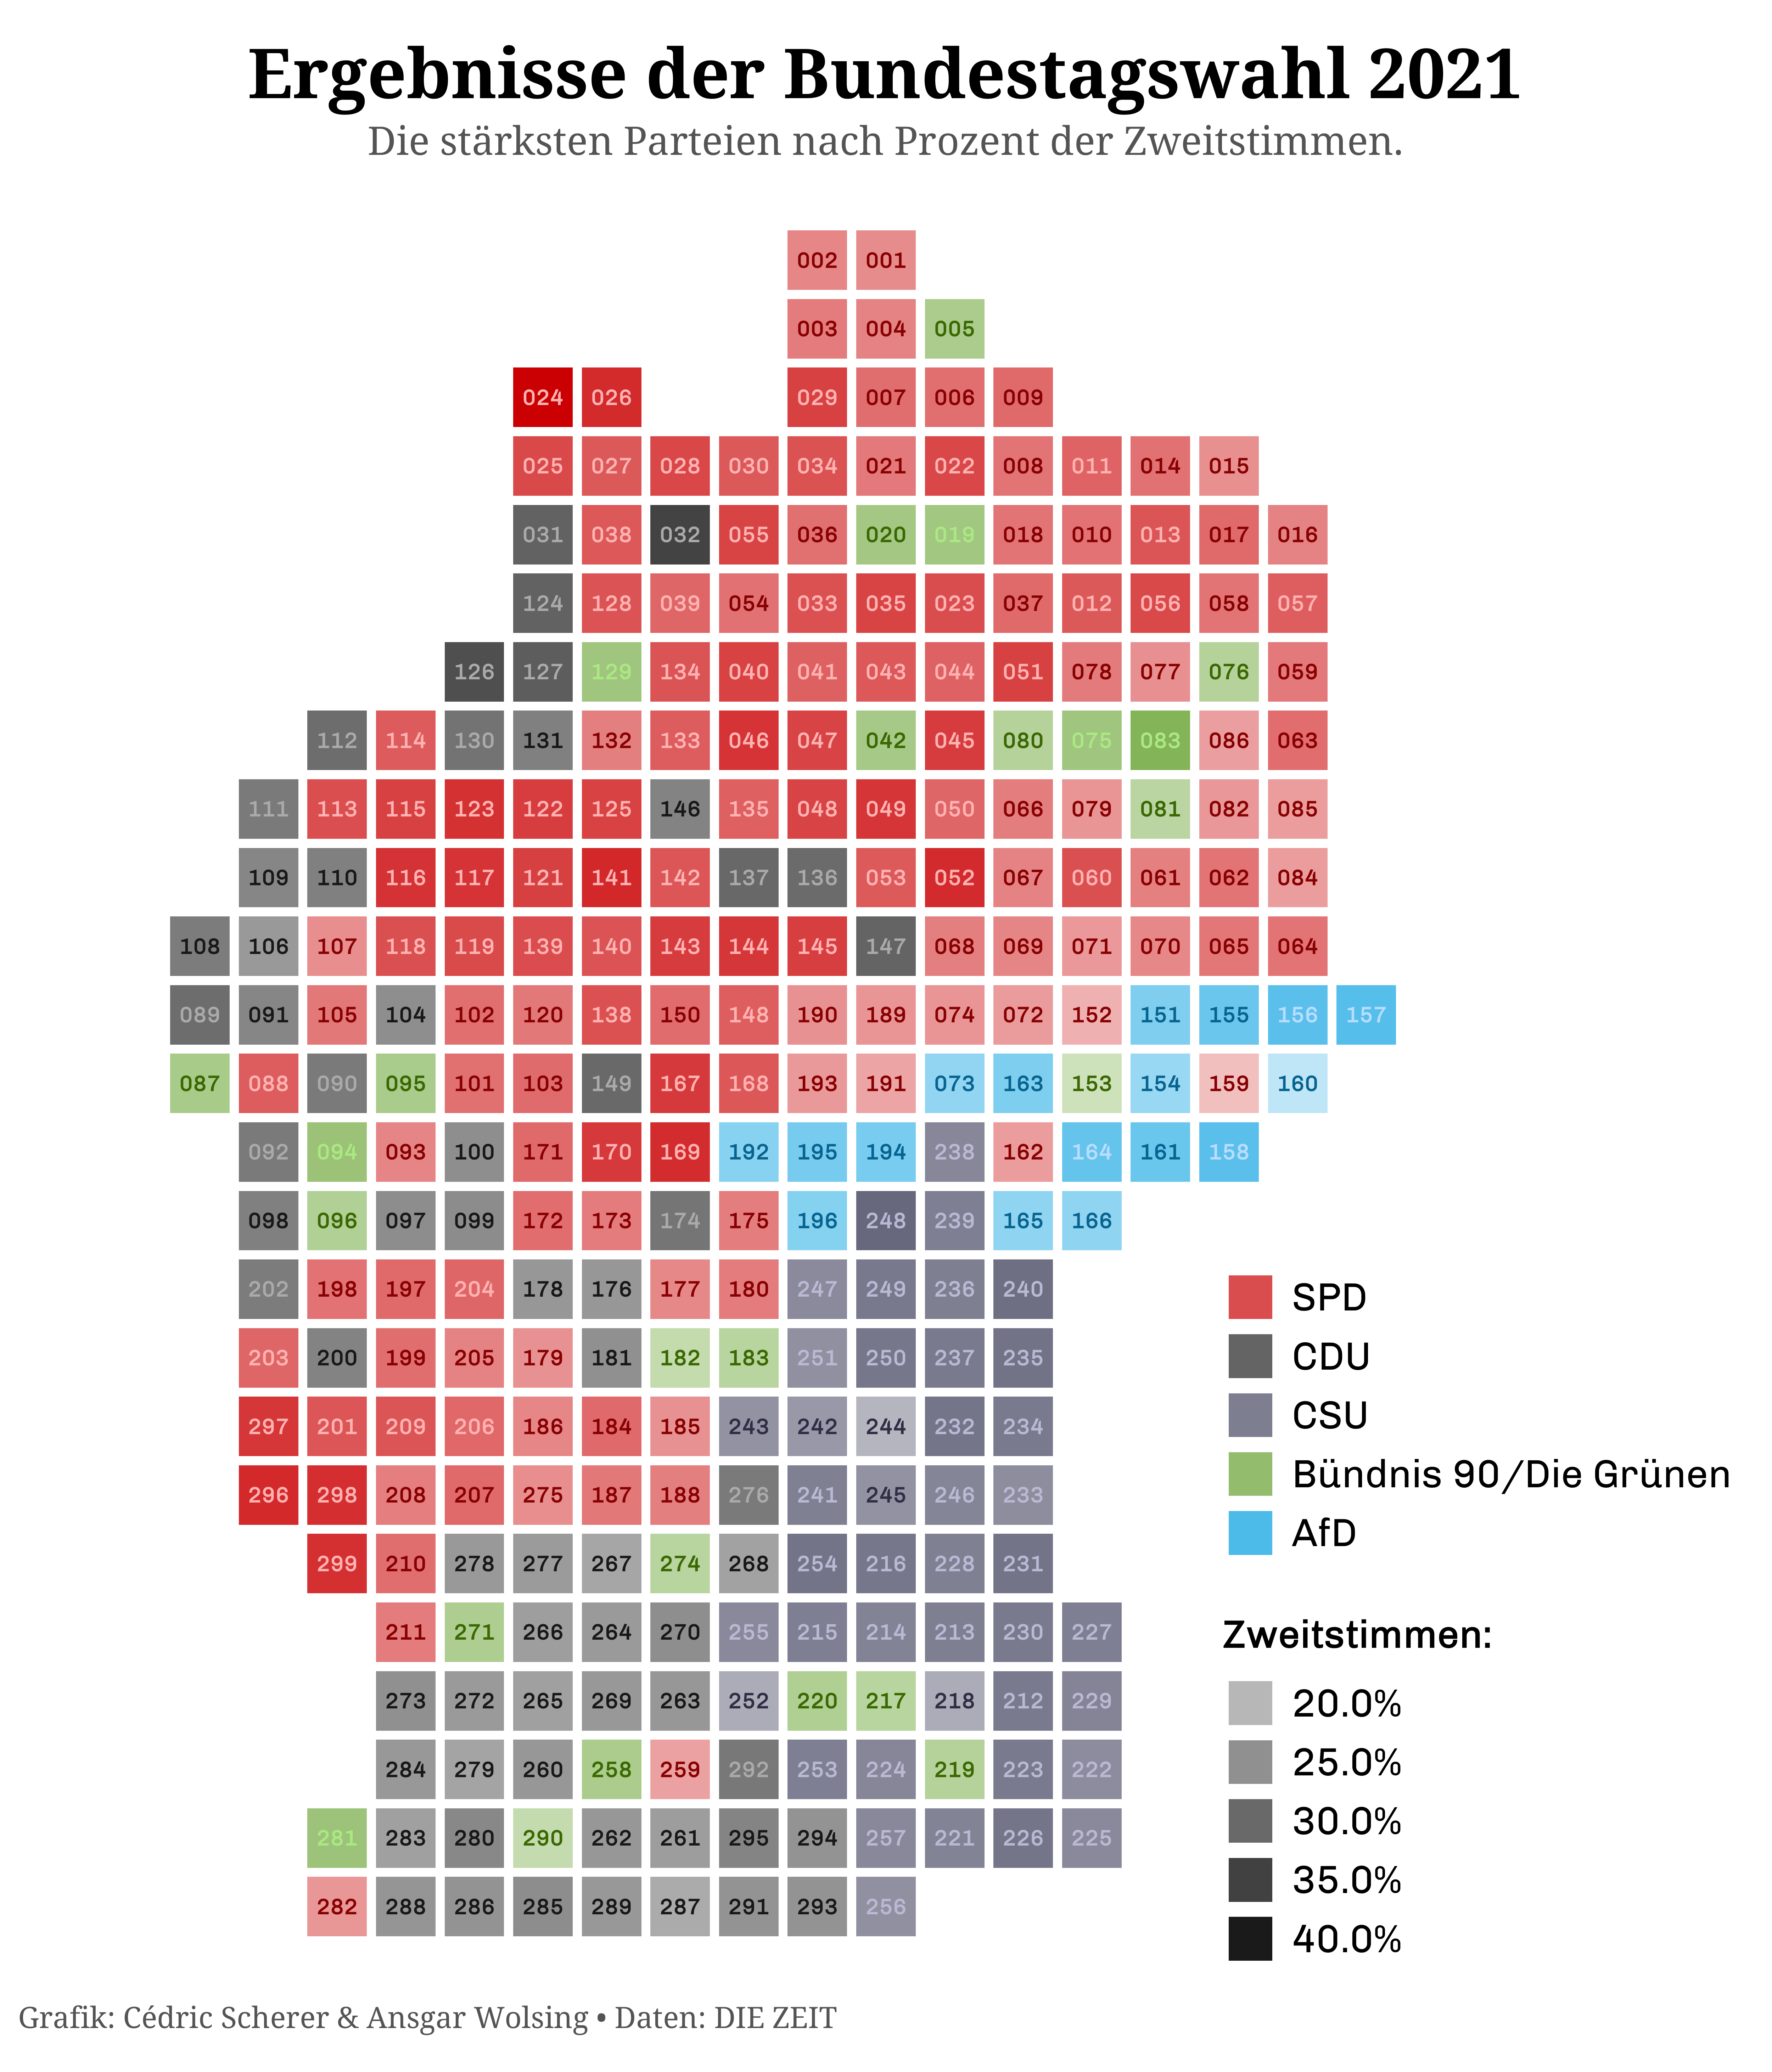 Ergebnisse der Bundestagswahl 2021
Die stärksten Parteien nach Prozent der Zweitstimmen.
002 001
003 004 005
024 026 029 007 006 009
025 027 028 030 034 021 022 008 011 014 015
031 038 032 055 036 020 019 018 010 013 017 016
124 128 039 054 033 035 023 037 012 056 058 057
126 127 129 134 040 041 043 044 051 078 077 076 059
112 114 130 131 132 133 046 047 042 045 080 075 083 086 063
111 113 115 123 122 125 146 135 048 049 050 066 079 081 082 085
109 110 116 117 121 141 142 137 136 053 052 067 060 061 062 084
108 106 107 118 119 139 140 143 144 145 147 068 069 071 070 065 064
089 091 105 104 102 120 138 150 148 190 189 074 072 152 151 155 156 157
087 088 090 095 101 103 149 167 168 193 191 073 163 153 154 159 160
092 094 093 100 171 170 169 192 195 194 238 162 164 161 158
098 096 097 099 172 173 174 175 196 248 239 165 166
202 198 197 204 178 176 177 180 247 249 236 240
203 200 199 205 179 181 182 183 251 250 237 235
297 201 209 206 186 184 185 243 242 244 232 234
296 298 208 207 275 187 188 276 241 245 246 233
299 210 278 277 267 274 268 254 216 228 231
211 271 266 264 270 255 215 214 213 230 227
273 272 265 269 263 252 220 217 218 212 229
284 279 260 258 259 292 253 224 219 223 222
281 283 280 290 262 261 295 294 257 221 226 225
282 288 286 285 289 287 291 293 256
SPD
CDU
CSU
Bündnis 90/Die Grünen
AfD
Zweitstimmen:
20.0%
25.0%
30.0%
35.0%
40.0%
Grafik: Cédric Scherer & Ansgar Wolsing • Daten: DIE ZEIT